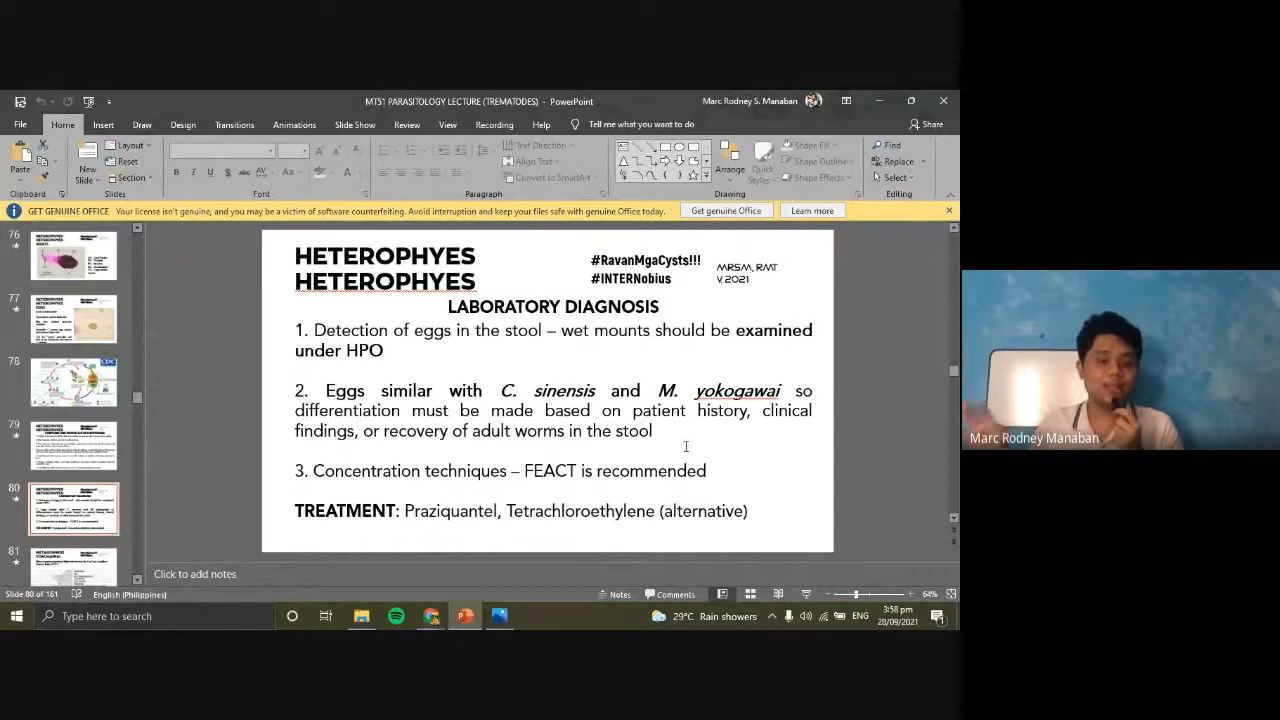 MT51 PARASITOLOGY LECTURE (TREMATODES) - PowerPoint
Marc Rodney S. Manaban
File Home Insert Draw Design Transitions Animations Slide Show Review View Recording Help Tell me what you want to do Share
Paste
Clipboard
New Slide
Layout
Reset
Section
Slides
Font
Text Direction
Align Text
Convert to SmartArt
Paragraph
Arrange
Quick Styles
Shape Fill
Shape Outline
Shape Effects
Drawing
Find
Replace
Select
Editing
GET GENUINE OFFICE Your license isn't genuine, and you may be a victim of software counterfeiting. Avoid interruption and keep your files safe with genuine Office today. Get genuine Office Learn more
76
77
78
79
80
81
HETEROPHYES
HETEROPHYES
#RavanMgaCysts!!!
#INTERNobius
MRSM, RMT
V.2021
LABORATORY DIAGNOSIS
1. Detection of eggs in the stool – wet mounts should be examined
under HPO
2. Eggs similar with C. sinensis and M. yokogawai so
differentiation must be made based on patient history, clinical
findings, or recovery of adult worms in the stool
3. Concentration techniques – FEACT is recommended
TREATMENT: Praziquantel, Tetrachloroethylene (alternative)
Click to add notes
Slide 80 of 161 English (Philippines) Notes Comments 64%
Type here to search
29°C Rain showers ENG 3:58 pm
28/09/2021
Marc Rodney Manaban